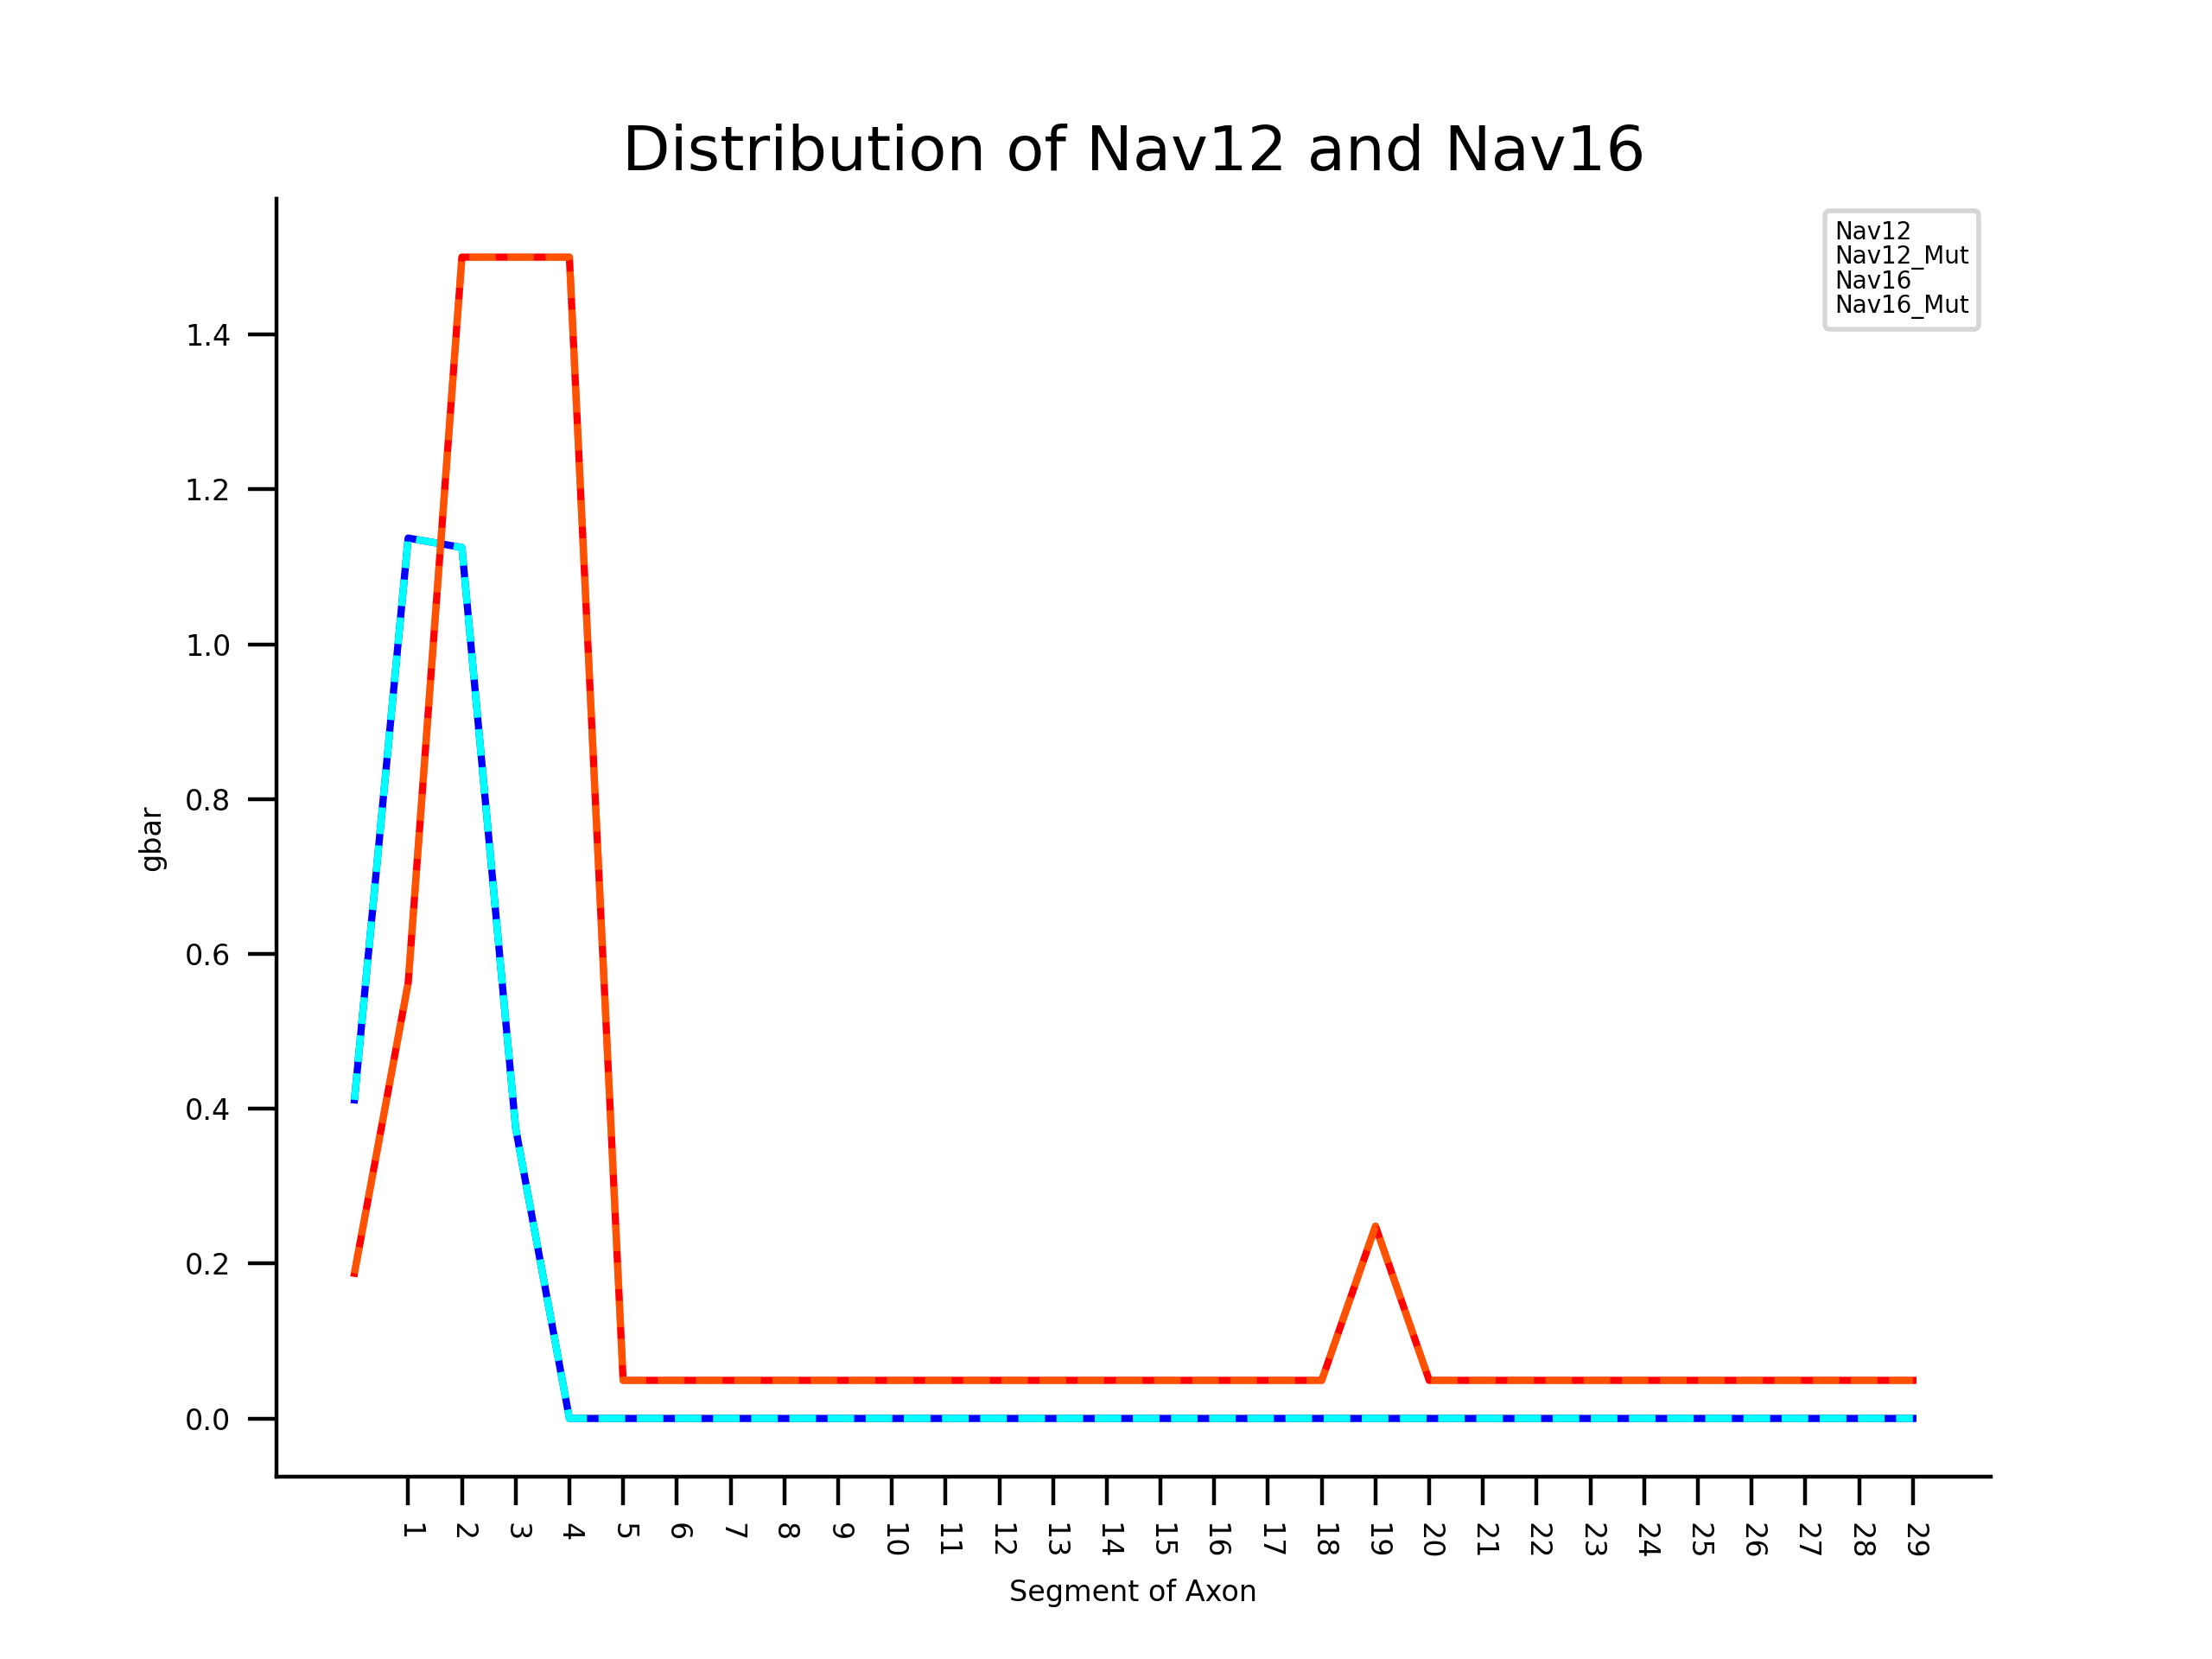 Distribution of Nav12 and Nav16
Nav12
Nav12_Mut
Nav16
Nav16_Mut
1.4
1.2
1.0
0.8
0.6
0.4
0.2
0.0
gbar
1 2 3 4 5 6 7 8 9 10 11 12 13 14 15 16 17 18 19 20 21 22 23 24 25 26 27 28 29
Segment of Axon